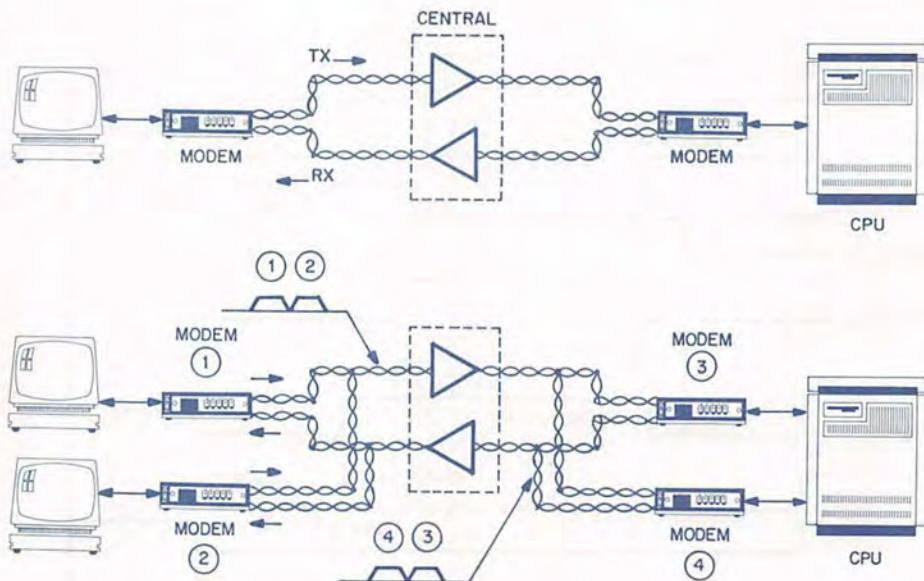 CENTRAL
TX
MODEM
RX
MODEM
CPU
1 2
MODEM
1
MODEM
3
MODEM
2
4 3
MODEM
4
CPU